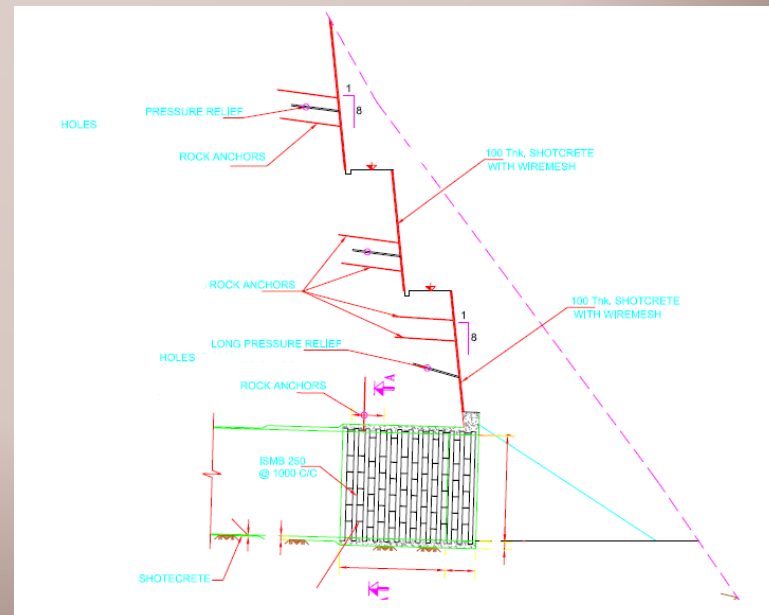 PRESSURE RELIEF
HOLES
ROCK ANCHORS
1
8
100 Thk, SHOTCRETE
WITH WIREMESH
ROCK ANCHORS
100 Thk, SHOTCRETE
WITH WIREMESH
1
8
LONG PRESSURE RELIEF
HOLES
ROCK ANCHORS
A
ISMB 250
@ 1000 C/C
SHOTECRETE
A